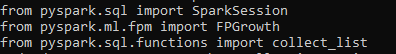 from pyspark.sql import SparkSession
from pyspark.ml.fpm import FPGrowth
from pyspark.sql.functions import collect_list